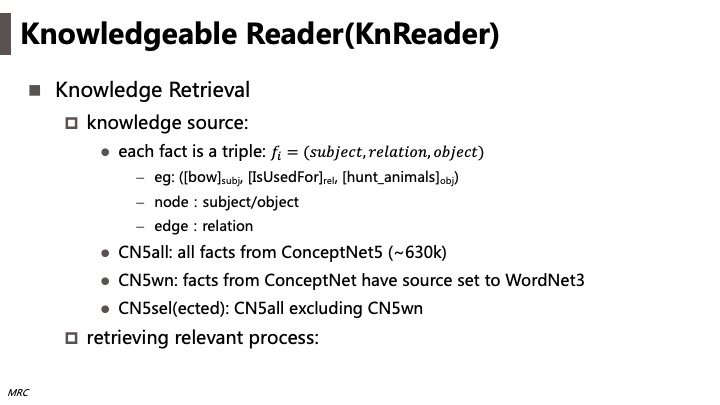 Knowledgeable Reader(KnReader)
Knowledge Retrieval
knowledge source:
each fact is a triple: 𝑓ᵢ = (𝑠𝑢𝑏𝑗𝑒𝑐𝑡, 𝑟𝑒𝑙𝑎𝑡𝑖𝑜𝑛, 𝑜𝑏𝑗𝑒𝑐𝑡)
– eg: ([bow]subj, [IsUsedFor]rel, [hunt_animals]obj)
– node：subject/object
– edge：relation
CN5all: all facts from ConceptNet5 (~630k)
CN5wn: facts from ConceptNet have source set to WordNet3
CN5sel(ected): CN5all excluding CN5wn
retrieving relevant process:
MRC